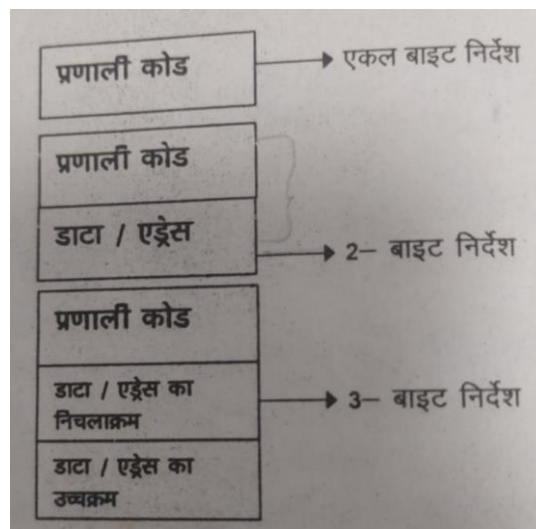 प्रणाली कोड
एकल बाइट निर्देश
प्रणाली कोड
डाटा / एड्रेस
2– बाइट निर्देश
प्रणाली कोड
डाटा / एड्रेस का
निचलाक्रम
3– बाइट निर्देश
डाटा / एड्रेस का
उच्चक्रम